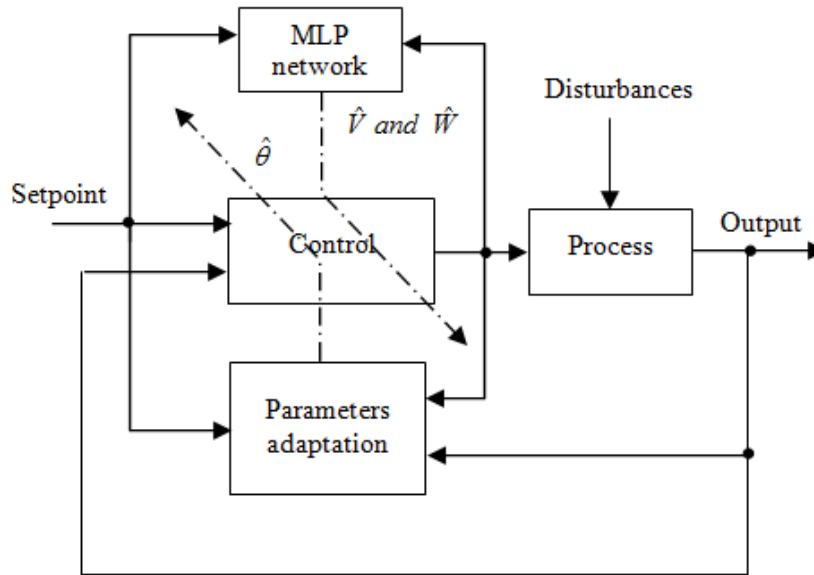 MLP
network
Disturbances
V̂ and Ŵ
θ̂
Setpoint
Control
Process
Output
Parameters
adaptation